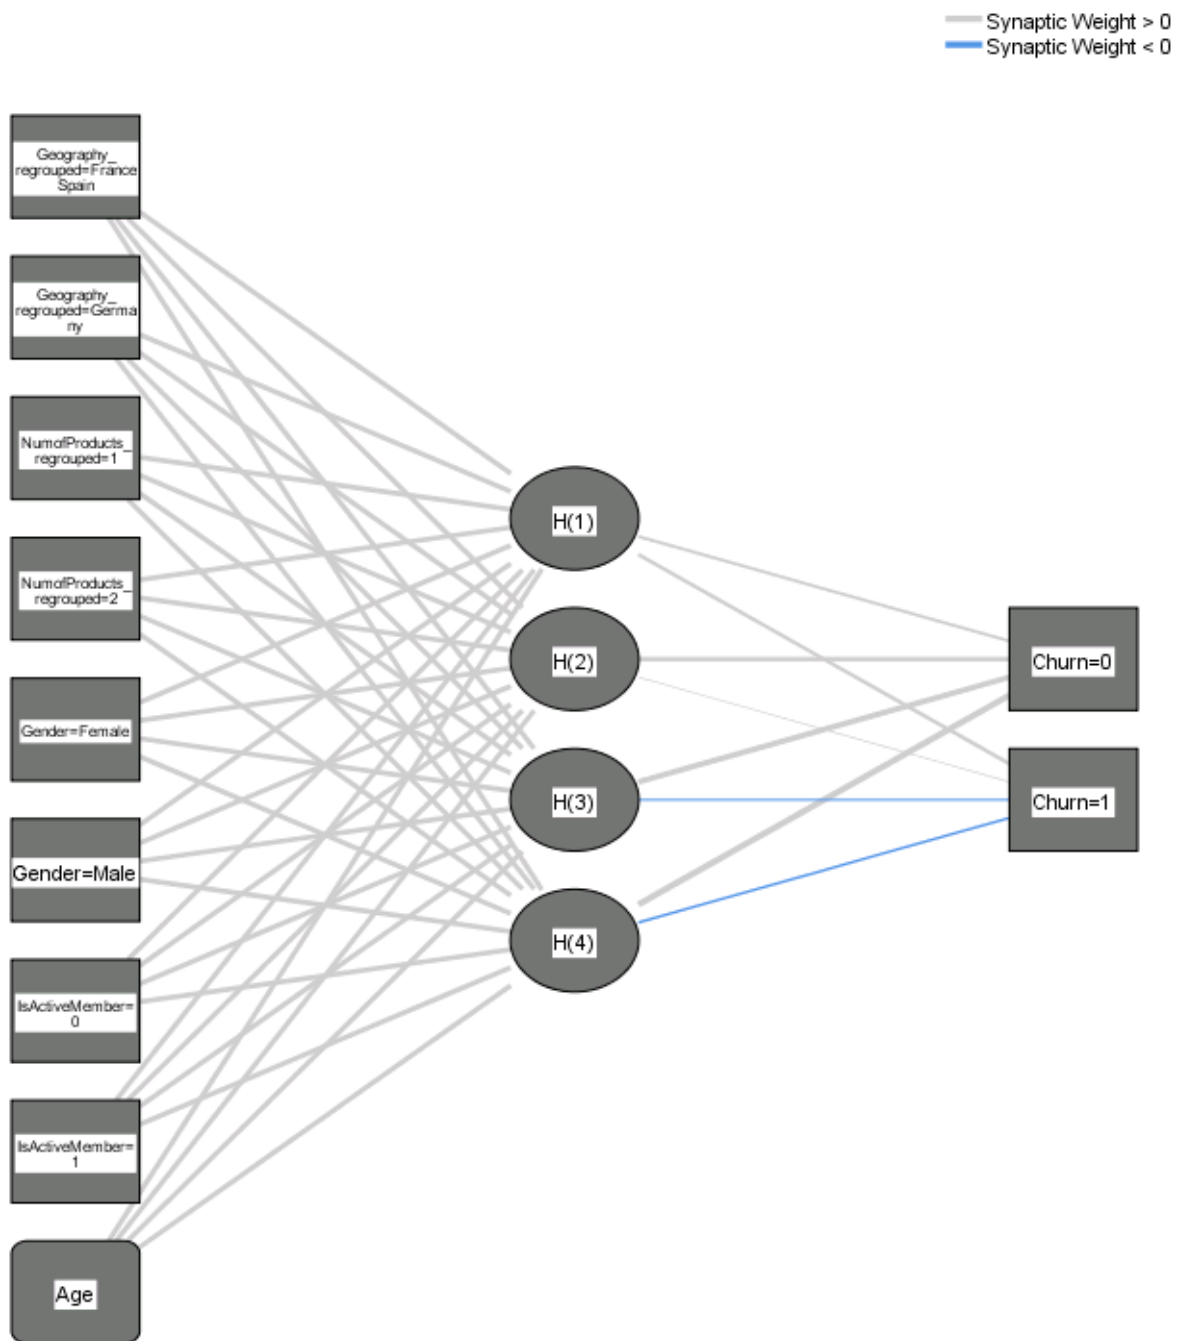 Synaptic Weight > 0
Synaptic Weight < 0
Geography_
regrouped=France
Spain
Geography_
regrouped=Germa
ny
NumofProducts_
regrouped=1
NumofProducts_
regrouped=2
Gender=Female
Gender=Male
IsActiveMember=
0
IsActiveMember=
1
Age
H(1)
H(2)
H(3)
H(4)
Churn=0
Churn=1